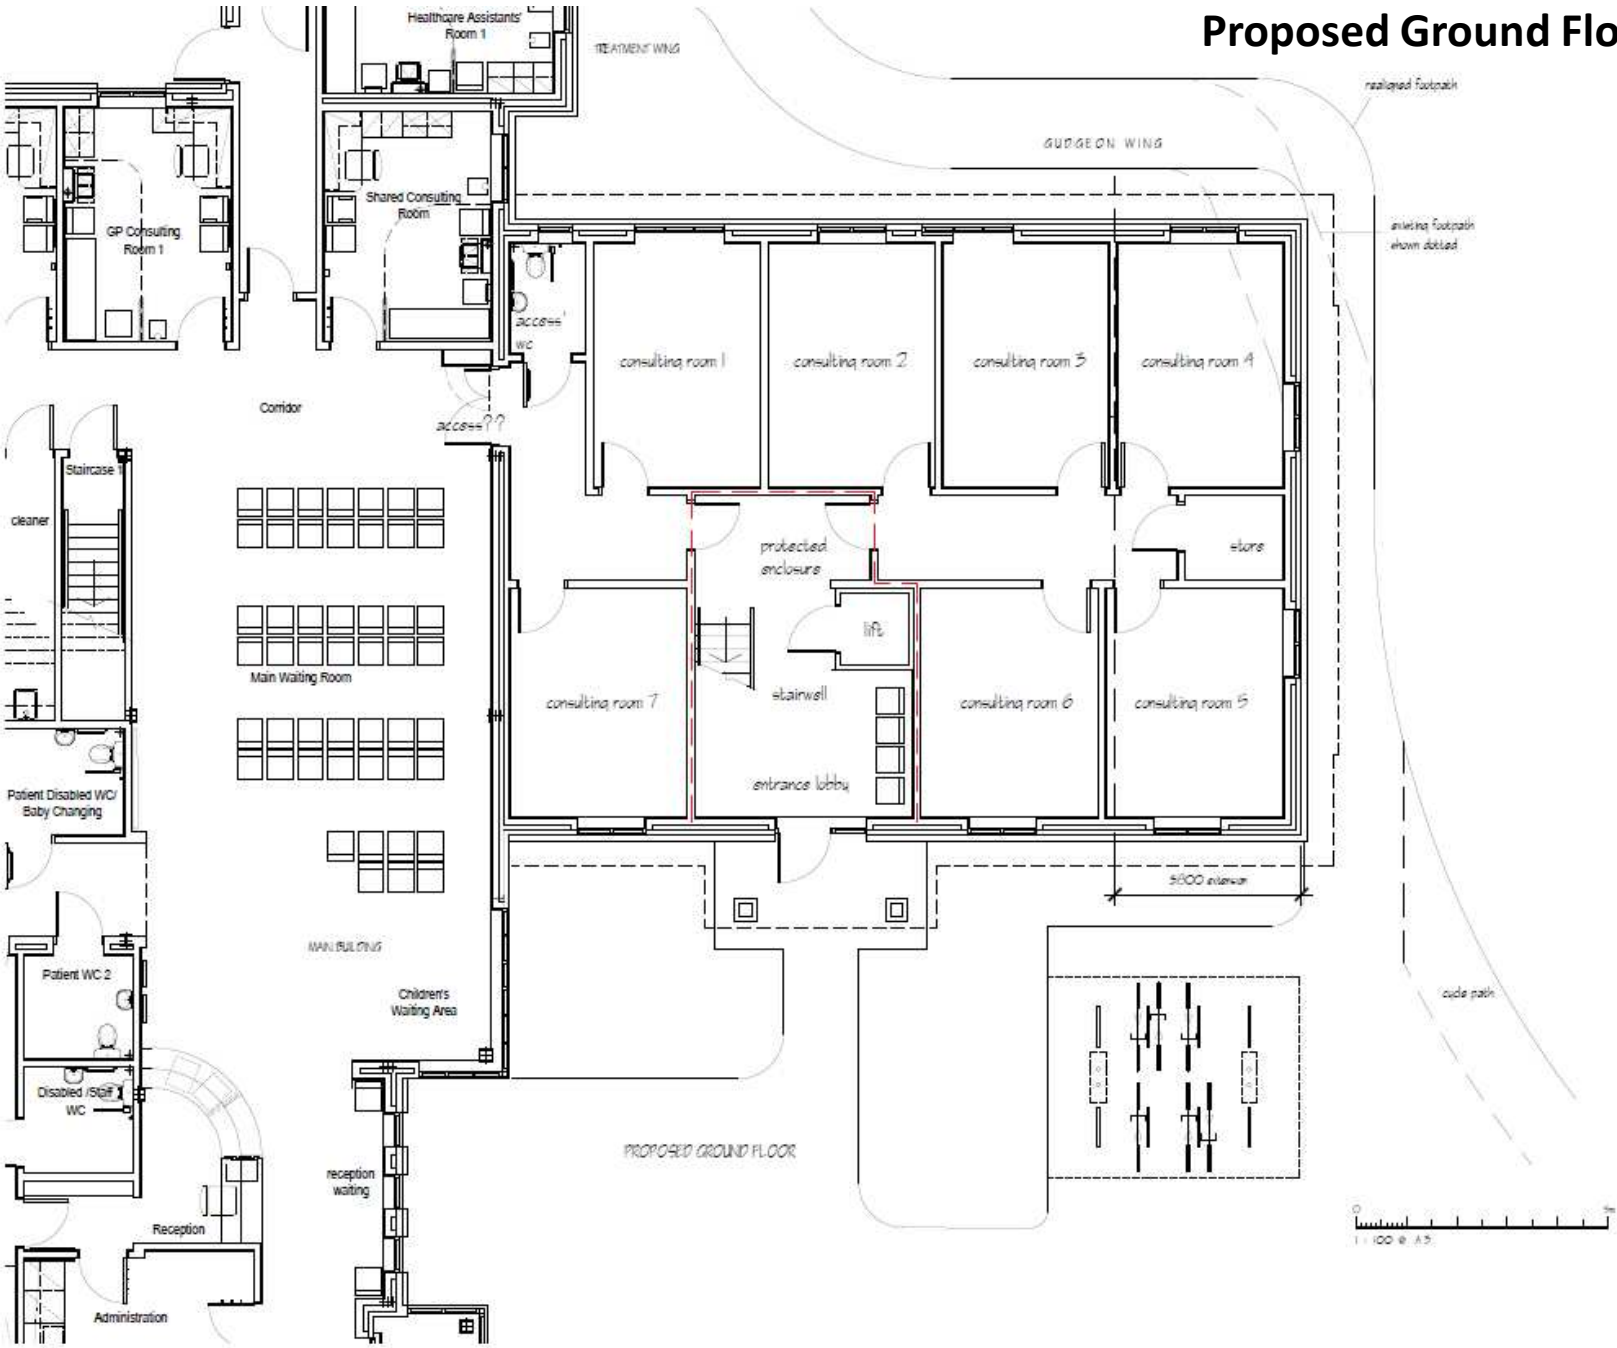 Proposed Ground Flo
Healthcare Assistants'
Room 1
TREATMENT WING
realigned footpath
GUDGEON WING
existing footpath
shown dotted
GP Consulting
Room 1
Shared Consulting
Room
access'
wc
consulting room 1
consulting room 2
consulting room 3
consulting room 4
Corridor
access??
Staircase 1
cleaner
protected
enclosure
store
lift
Main Waiting Room
stairwell
consulting room 7
consulting room 6
consulting room 5
entrance lobby
Patient Disabled WC/
Baby Changing
3800 extension
MAIN BUILDING
Patient WC 2
Children's
Waiting Area
cycle path
Disabled /Staff
WC
PROPOSED GROUND FLOOR
reception
waiting
Reception
0
5m
1:100 @ A3
Administration